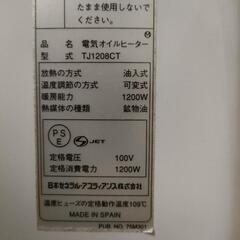 たまま使用しないで
ださい。
品名 電気オイルヒーター
型名 TJ1208CT
放熱の方式 油入式
温度調節の方式 可変式
暖房能力 1200W
熱媒体の種類 鉱物油
PS
E
JET
定格電圧 100V
定格消費電力 1200W
日本ゼネラル・アプライアンス株式会社
温度ヒューズの定格動作温度109℃
MADE IN SPAIN
PUB. NO. 75M301